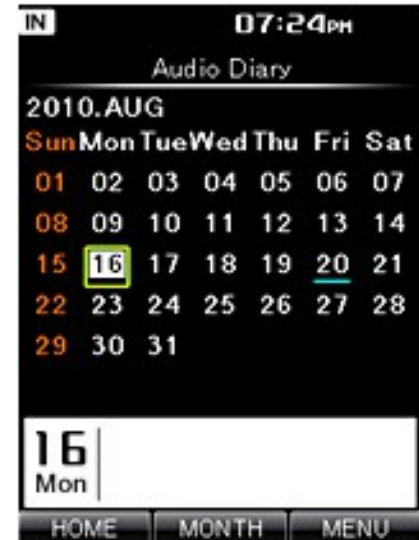 IN 07:24PM
Audio Diary
2010.AUG
Sun Mon Tue Wed Thu Fri Sat
01 02 03 04 05 06 07
08 09 10 11 12 13 14
15 16 17 18 19 20 21
22 23 24 25 26 27 28
29 30 31
16
Mon
HOME MONTH MENU